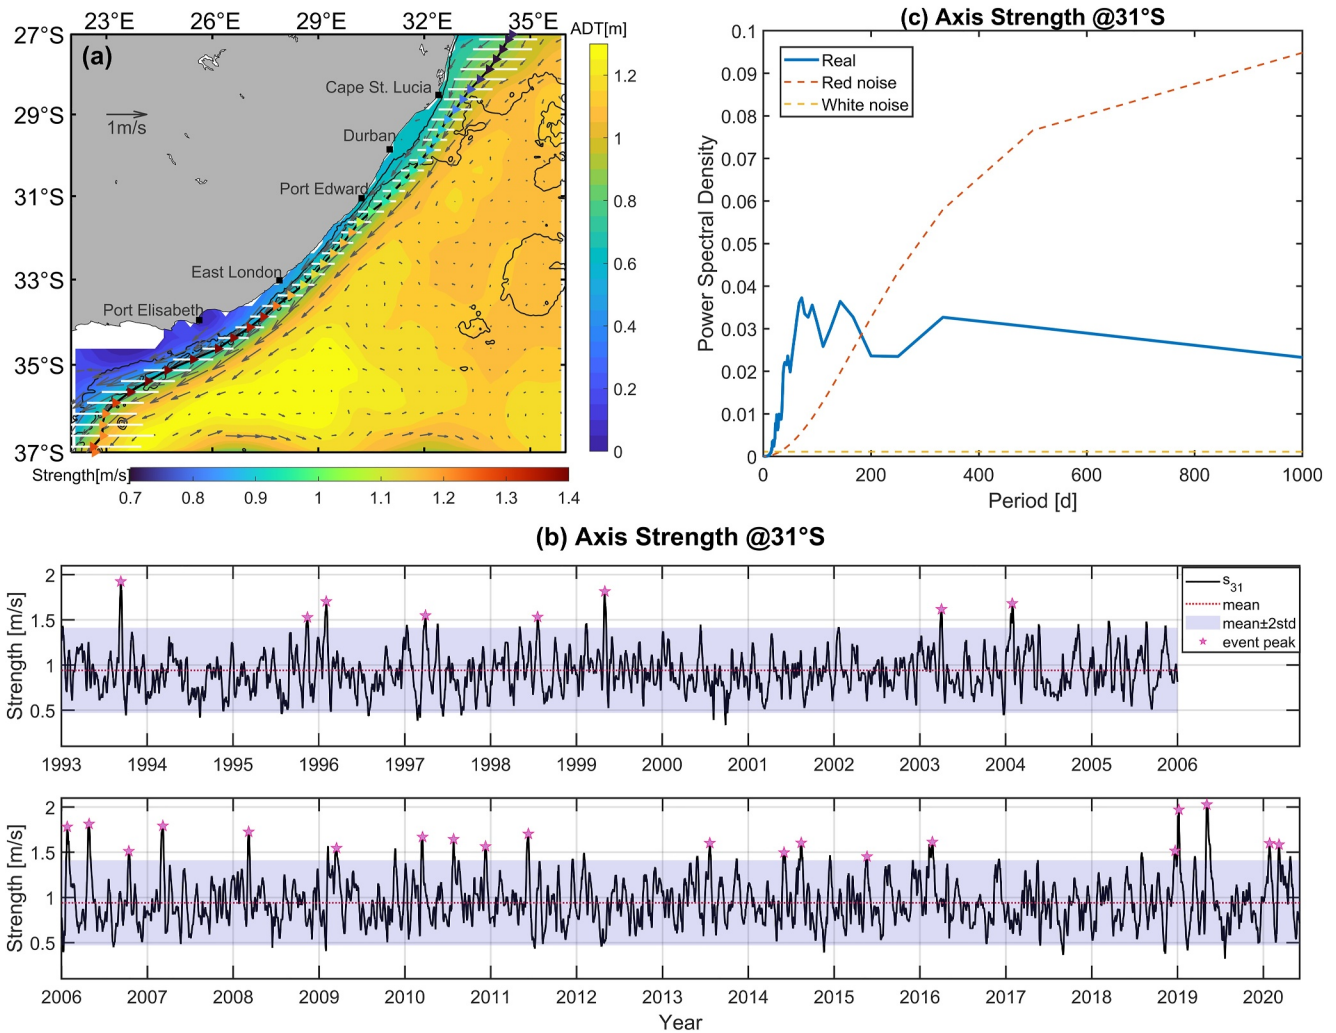 23°E 26°E 29°E 32°E 35°E
27°S
29°S
31°S
33°S
35°S
37°S
(a)
1m/s
Cape St. Lucia
Durban
Port Edward
East London
Port Elisabeth
ADT[m]
1.2
1
0.8
0.6
0.4
0.2
0
Strength[m/s]
0.7 0.8 0.9 1 1.1 1.2 1.3 1.4
(c) Axis Strength @31°S
Real
Red noise
White noise
Power Spectral Density
0.1
0.09
0.08
0.07
0.06
0.05
0.04
0.03
0.02
0.01
0
0 200 400 600 800 1000
Period [d]
(b) Axis Strength @31°S
Strength [m/s]
2
1.5
1
0.5
s31
mean
mean±2std
event peak
1993 1994 1995 1996 1997 1998 1999 2000 2001 2002 2003 2004 2005 2006
Strength [m/s]
2
1.5
1
0.5
2006 2007 2008 2009 2010 2011 2012 2013 2014 2015 2016 2017 2018 2019 2020
Year